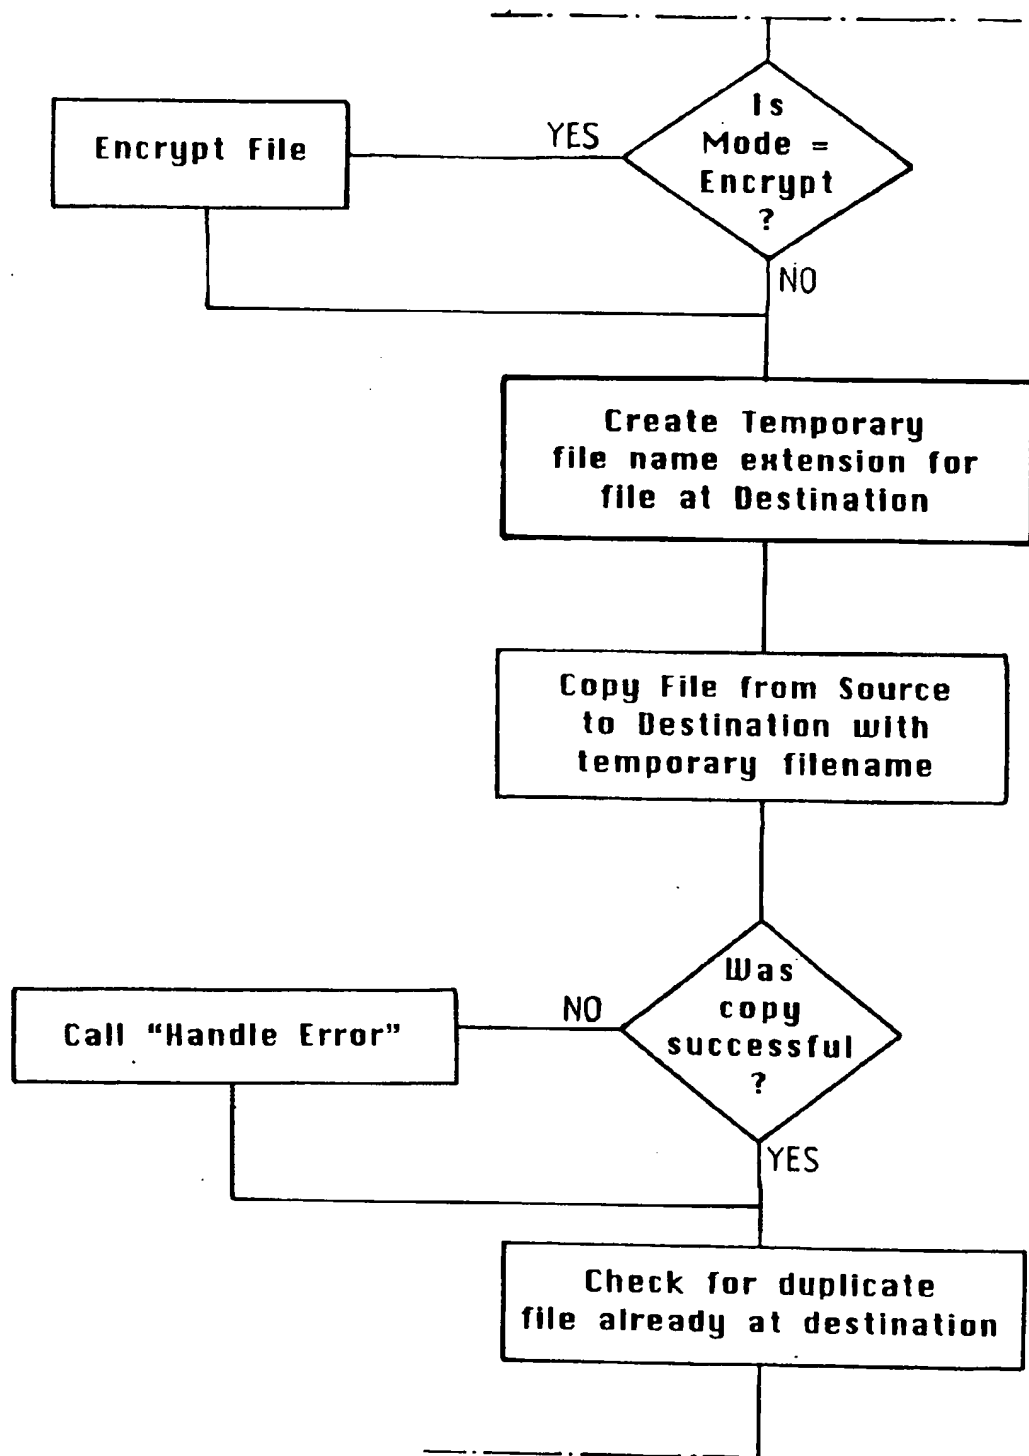 Is
Mode =
Encrypt
?
YES
Encrypt File
NO
Create Temporary
file name extension for
file at Destination
Copy File from Source
to Destination with
temporary filename
Was
copy
successful
?
NO
Call "Handle Error"
YES
Check for duplicate
file already at destination